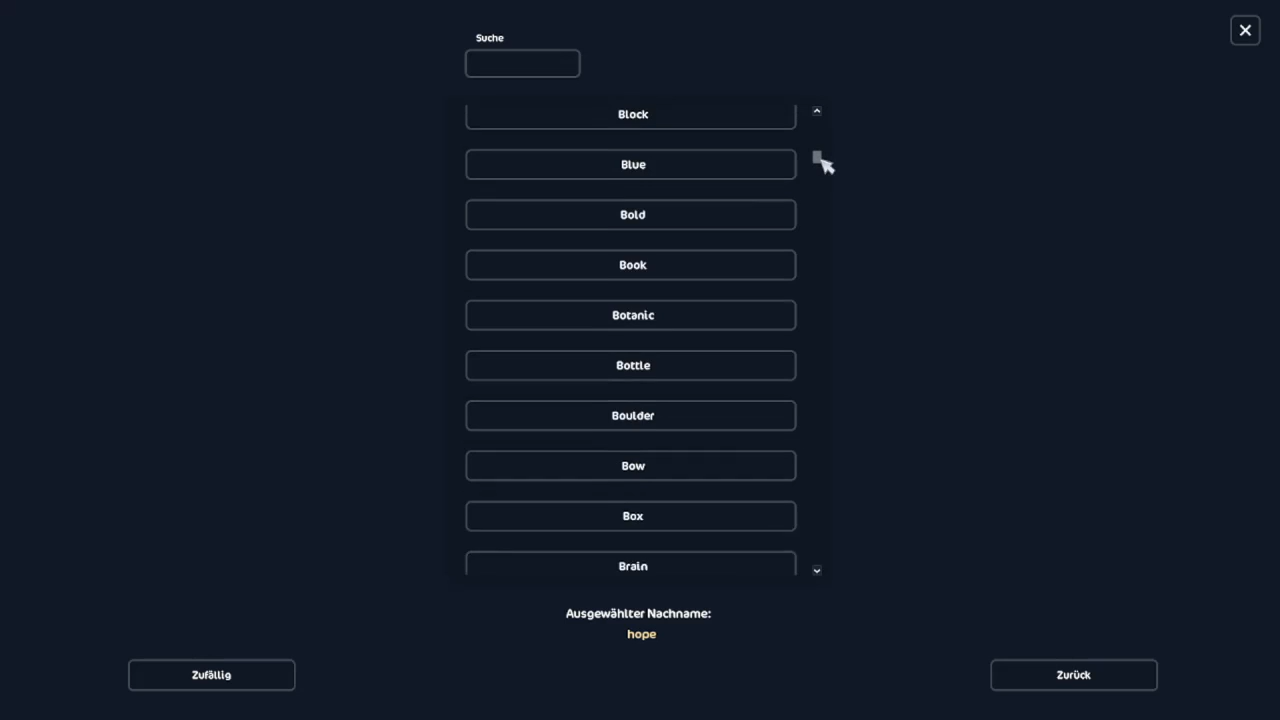 Suche
Block
Blue
Bold
Book
Botanic
Bottle
Boulder
Bow
Box
Brain
Ausgewählter Nachname:
hope
Zufällig
Zurück